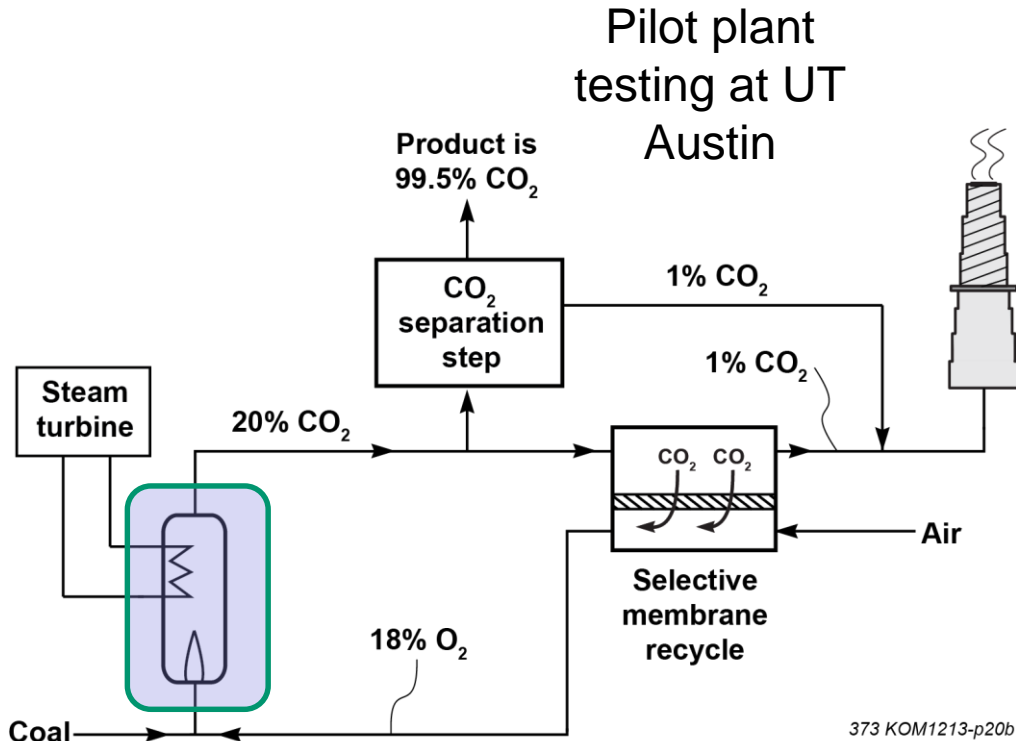 Pilot plant
testing at UT
Austin
Product is
99.5% CO₂
CO₂
separation
step
1% CO₂
1% CO₂
Steam
turbine
20% CO₂
CO₂ CO₂
Air
Selective
membrane
recycle
18% O₂
Coal
373 KOM1213-p20b